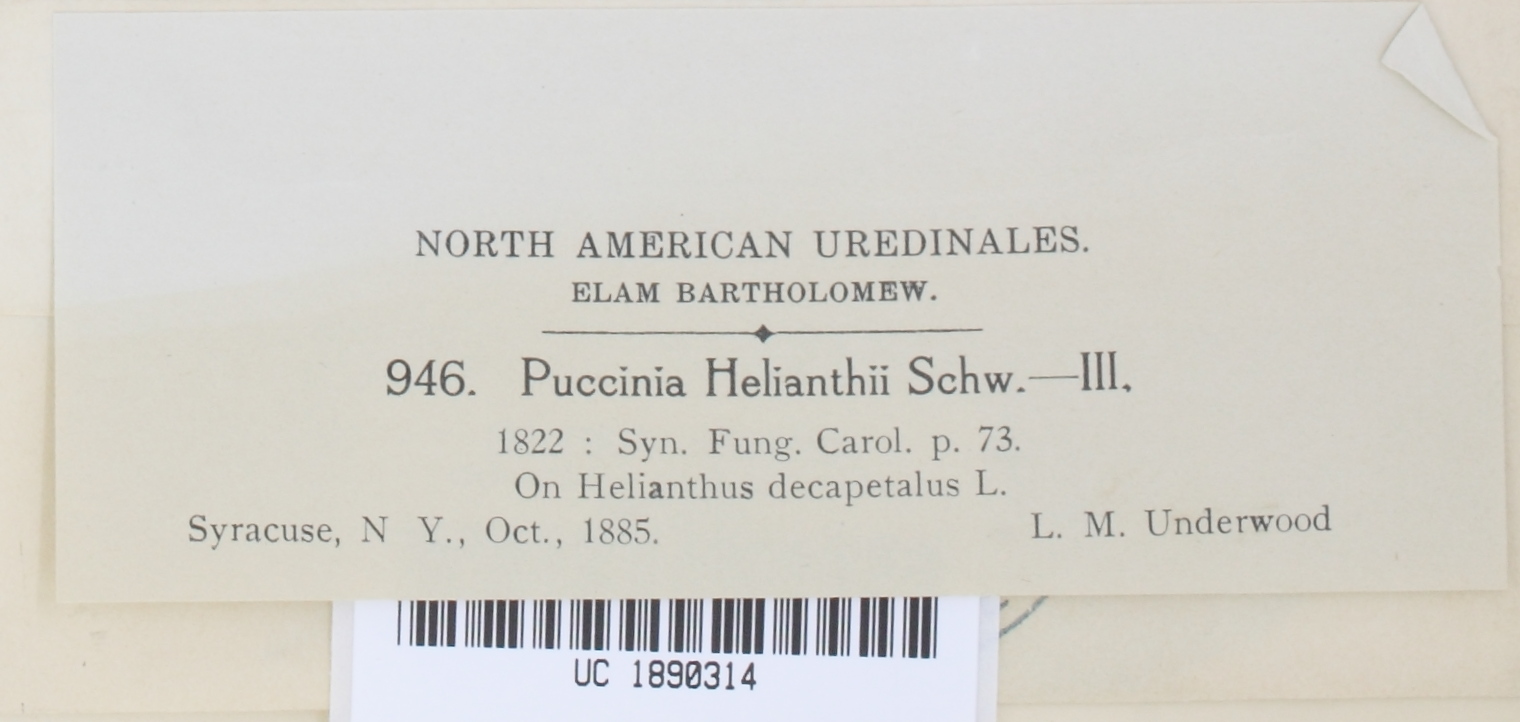 NORTH AMERICAN UREDINALES.
ELAM BARTHOLOMEW.
946. Puccinia Helianthii Schw.—III.
1822 : Syn. Fung. Carol. p. 73.
On Helianthus decapetalus L.
Syracuse, N Y., Oct., 1885. L. M. Underwood
UC 1890314